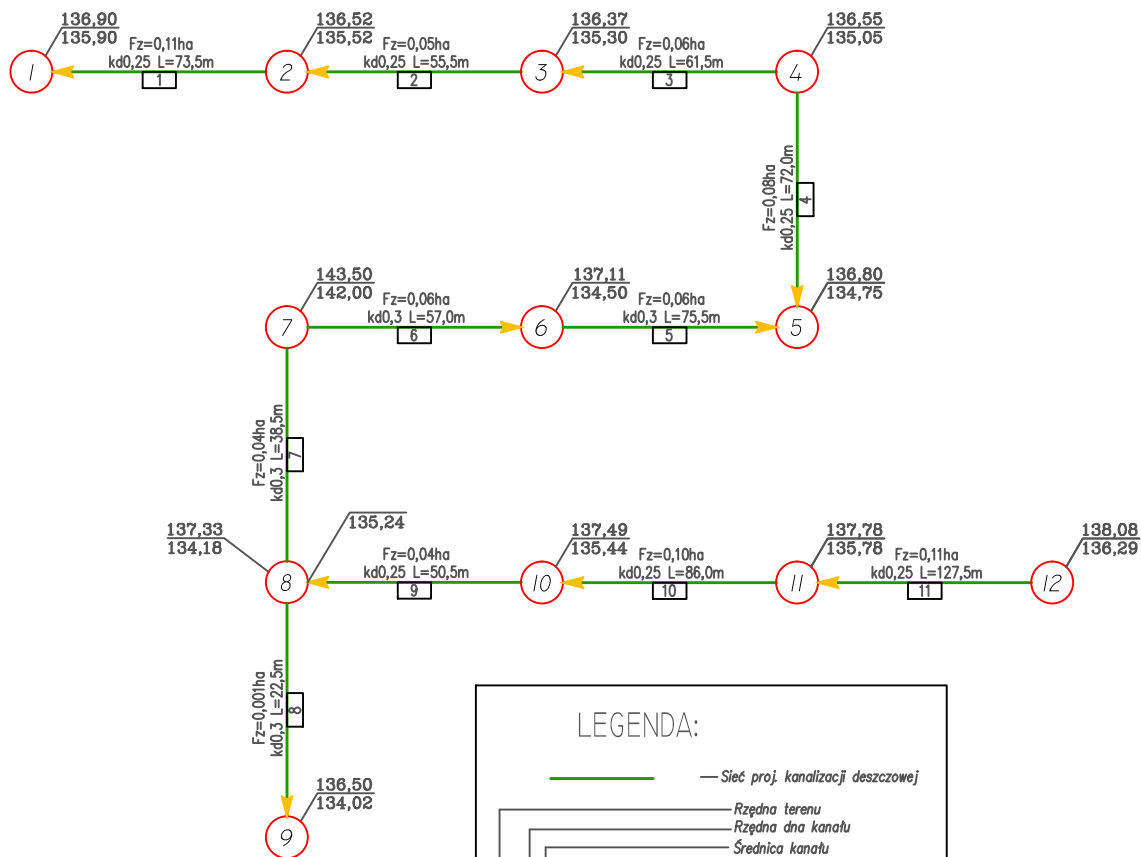 136,90
135,90
136,52
135,52
136,37
135,30
136,55
135,05
Fz=0,11ha
kd0,25 L=73,5m
Fz=0,05ha
kd0,25 L=55,5m
Fz=0,06ha
kd0,25 L=61,5m
1
2
3
4
1
2
3
Fz=0,08ha
kd0,25 L=72,0m
4
143,50
142,00
137,11
134,50
136,80
134,75
Fz=0,06ha
kd0,3 L=57,0m
Fz=0,06ha
kd0,3 L=75,5m
7
6
5
6
5
Fz=0,04ha
kd0,3 L=38,5m
7
137,33
134,18
135,24
137,49
135,44
137,78
135,78
138,08
136,29
Fz=0,04ha
kd0,25 L=50,5m
Fz=0,10ha
kd0,25 L=86,0m
Fz=0,11ha
kd0,25 L=127,5m
8
10
11
12
9
10
11
Fz=0,001ha
kd0,3 L=22,5m
8
136,50
134,02
9
LEGENDA:
Sieć proj. kanalizacji deszczowej
Rzędna terenu
Rzędna dna kanału
Średnica kanału